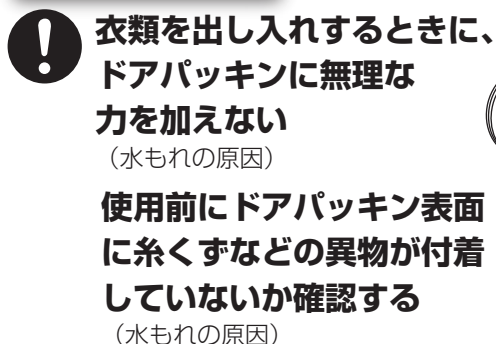 衣類を出し入れするときに、
ドアパッキンに無理な
力を加えない
（水もれの原因）
使用前にドアパッキン表面
に糸くずなどの異物が付着
していないか確認する
（水もれの原因）